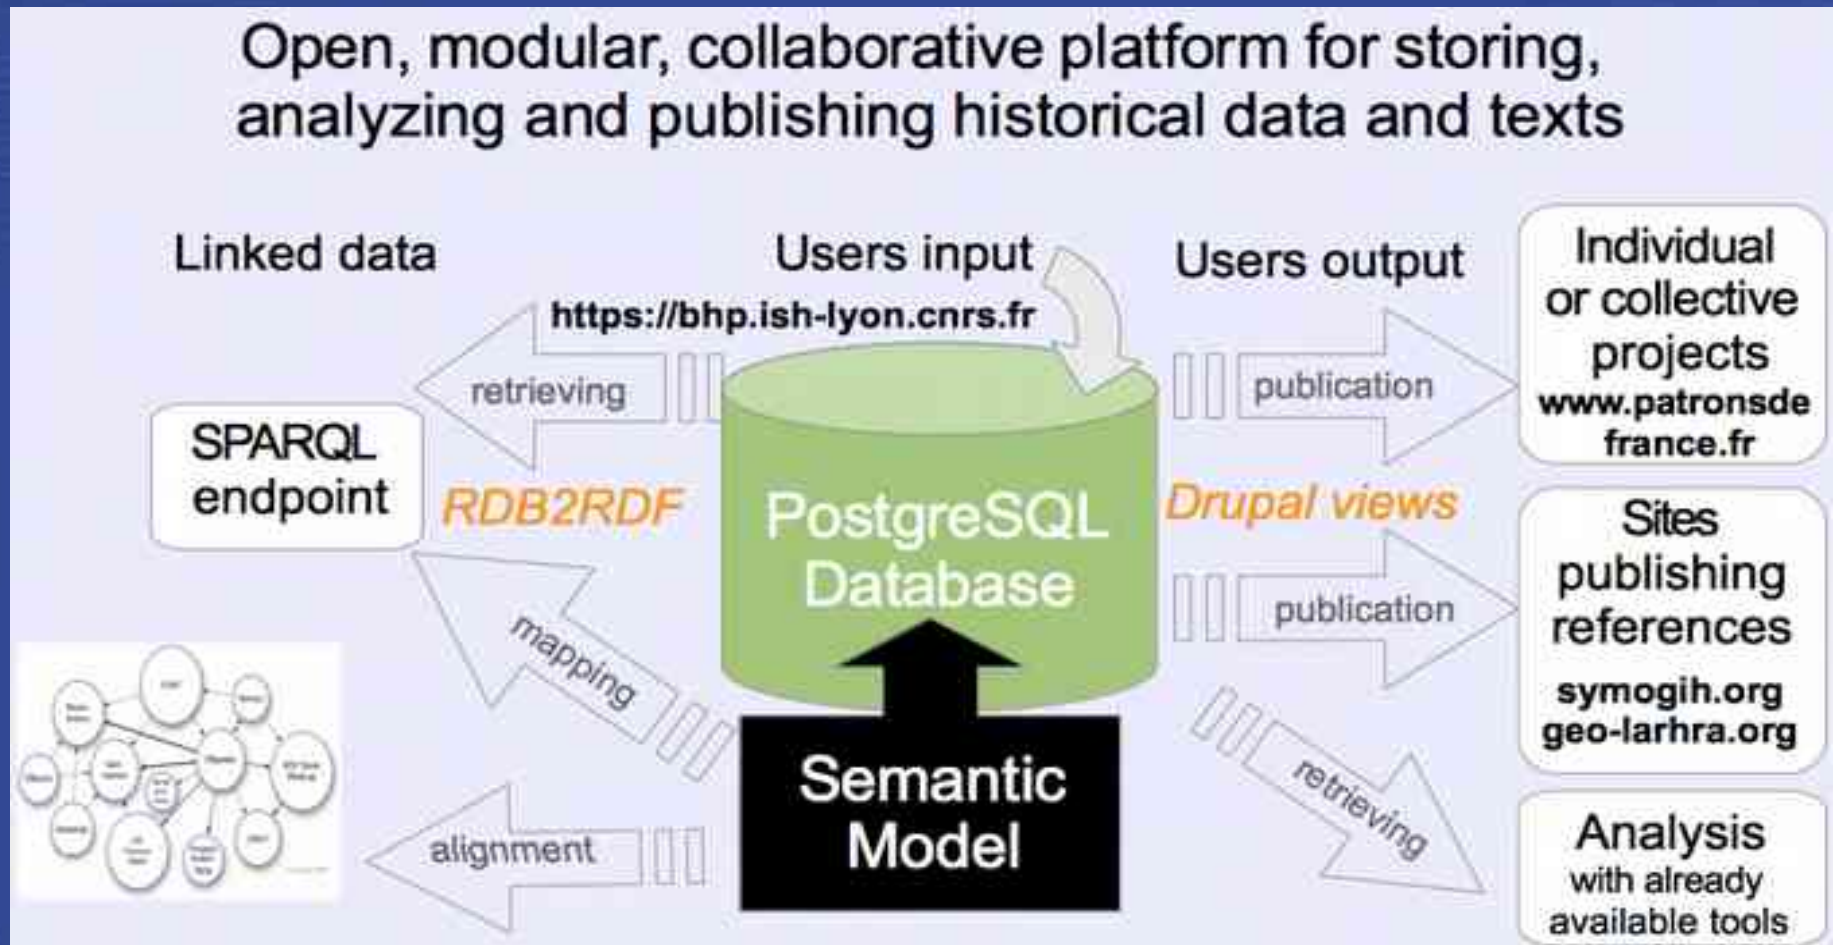 Open, modular, collaborative platform for storing,
analyzing and publishing historical data and texts
Linked data
Users input
Users output
https://bhp.ish-lyon.cnrs.fr
retrieving
publication
Individual
or collective
projects
www.patronsde
france.fr
SPARQL
endpoint
RDB2RDF
PostgreSQL
Database
Drupal views
mapping
publication
Sites
publishing
references
symogih.org
geo-larhra.org
Semantic
Model
alignment
retrieving
Analysis
with already
available tools